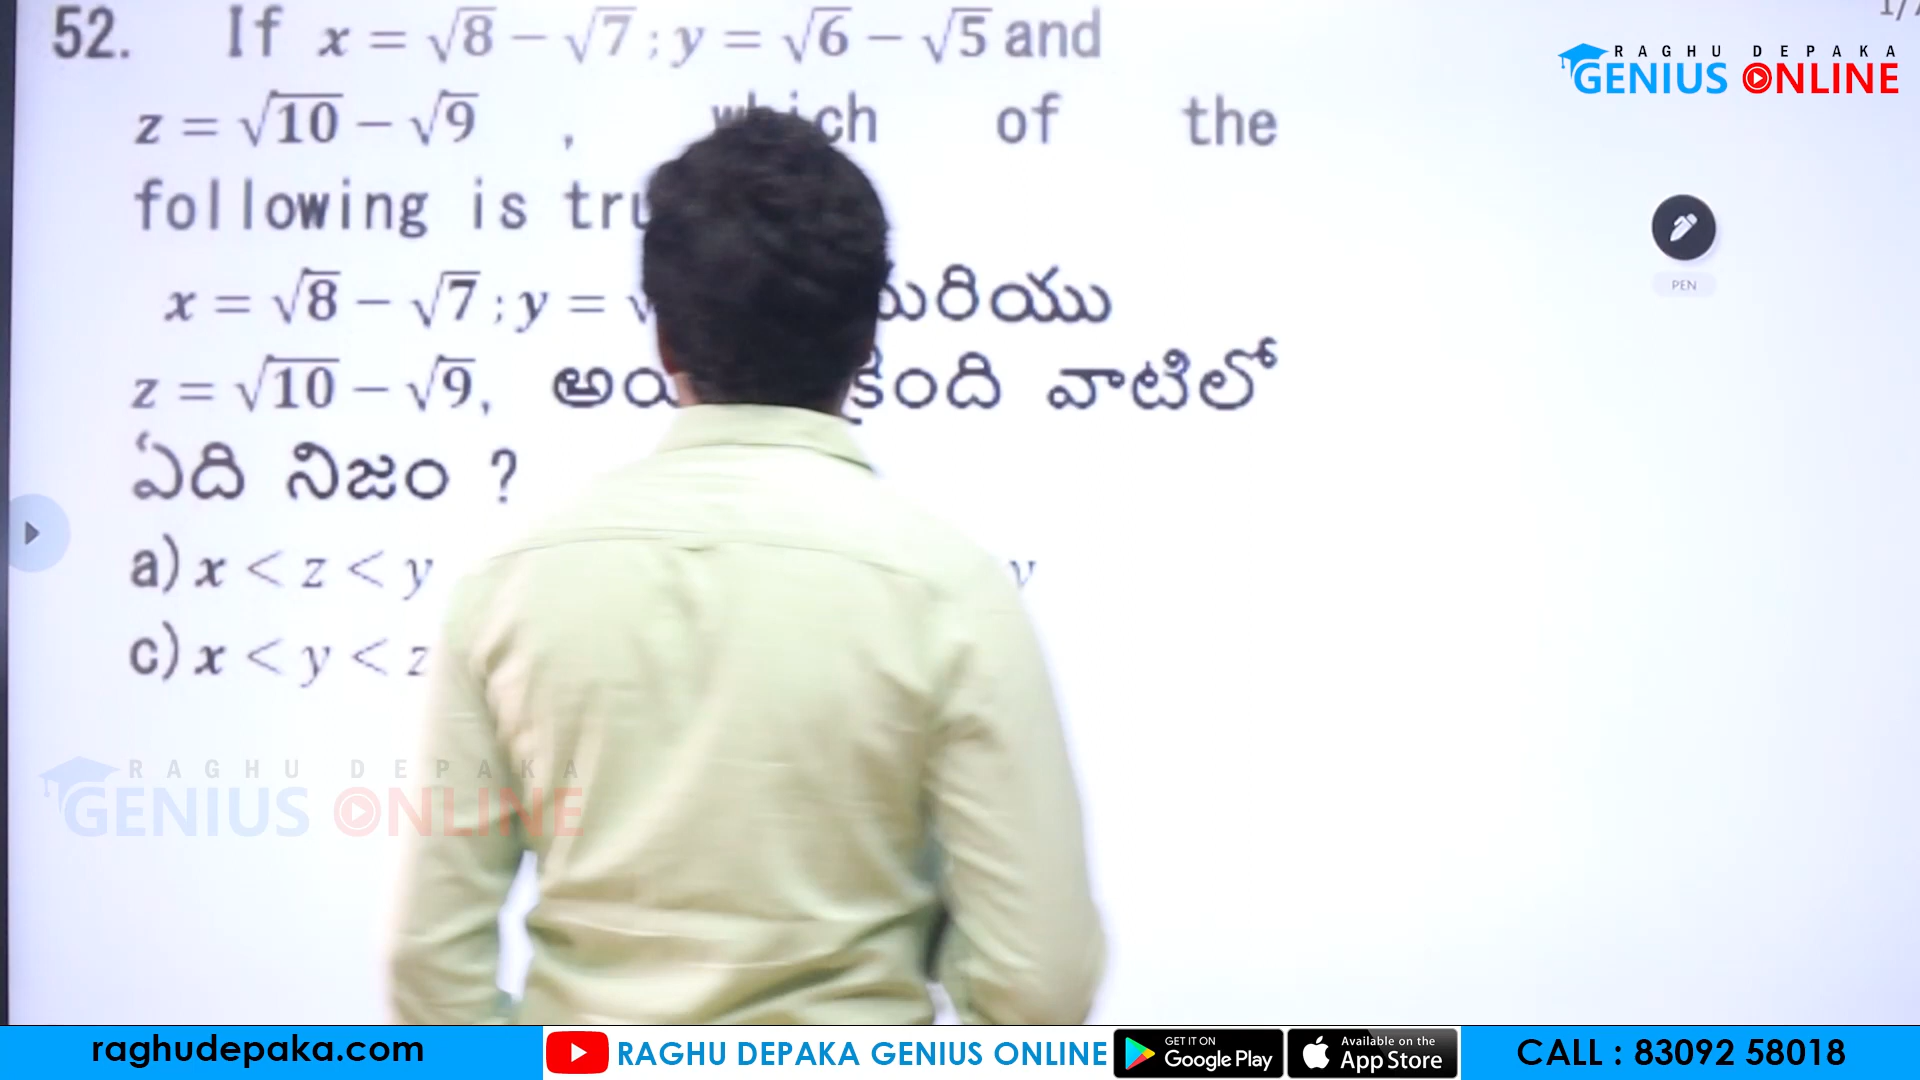 52. If x = √8 − √7 ; y = √6 − √5 and
z = √10 − √9 , which of the
following is
x = √8 − √7 ; y =
z = √10 − √9, కింది వాటిలో
ఏది నిజం ?
a) x < z < y y
c) x < y < z
PEN
RAGHU DEPAKA
GENIUS ONLINE
RAGHU DEPAKA
GENIUS ONLINE
raghudepaka.com
RAGHU DEPAKA GENIUS ONLINE
GET IT ON
Google Play
Available on the
App Store
CALL : 83092 58018